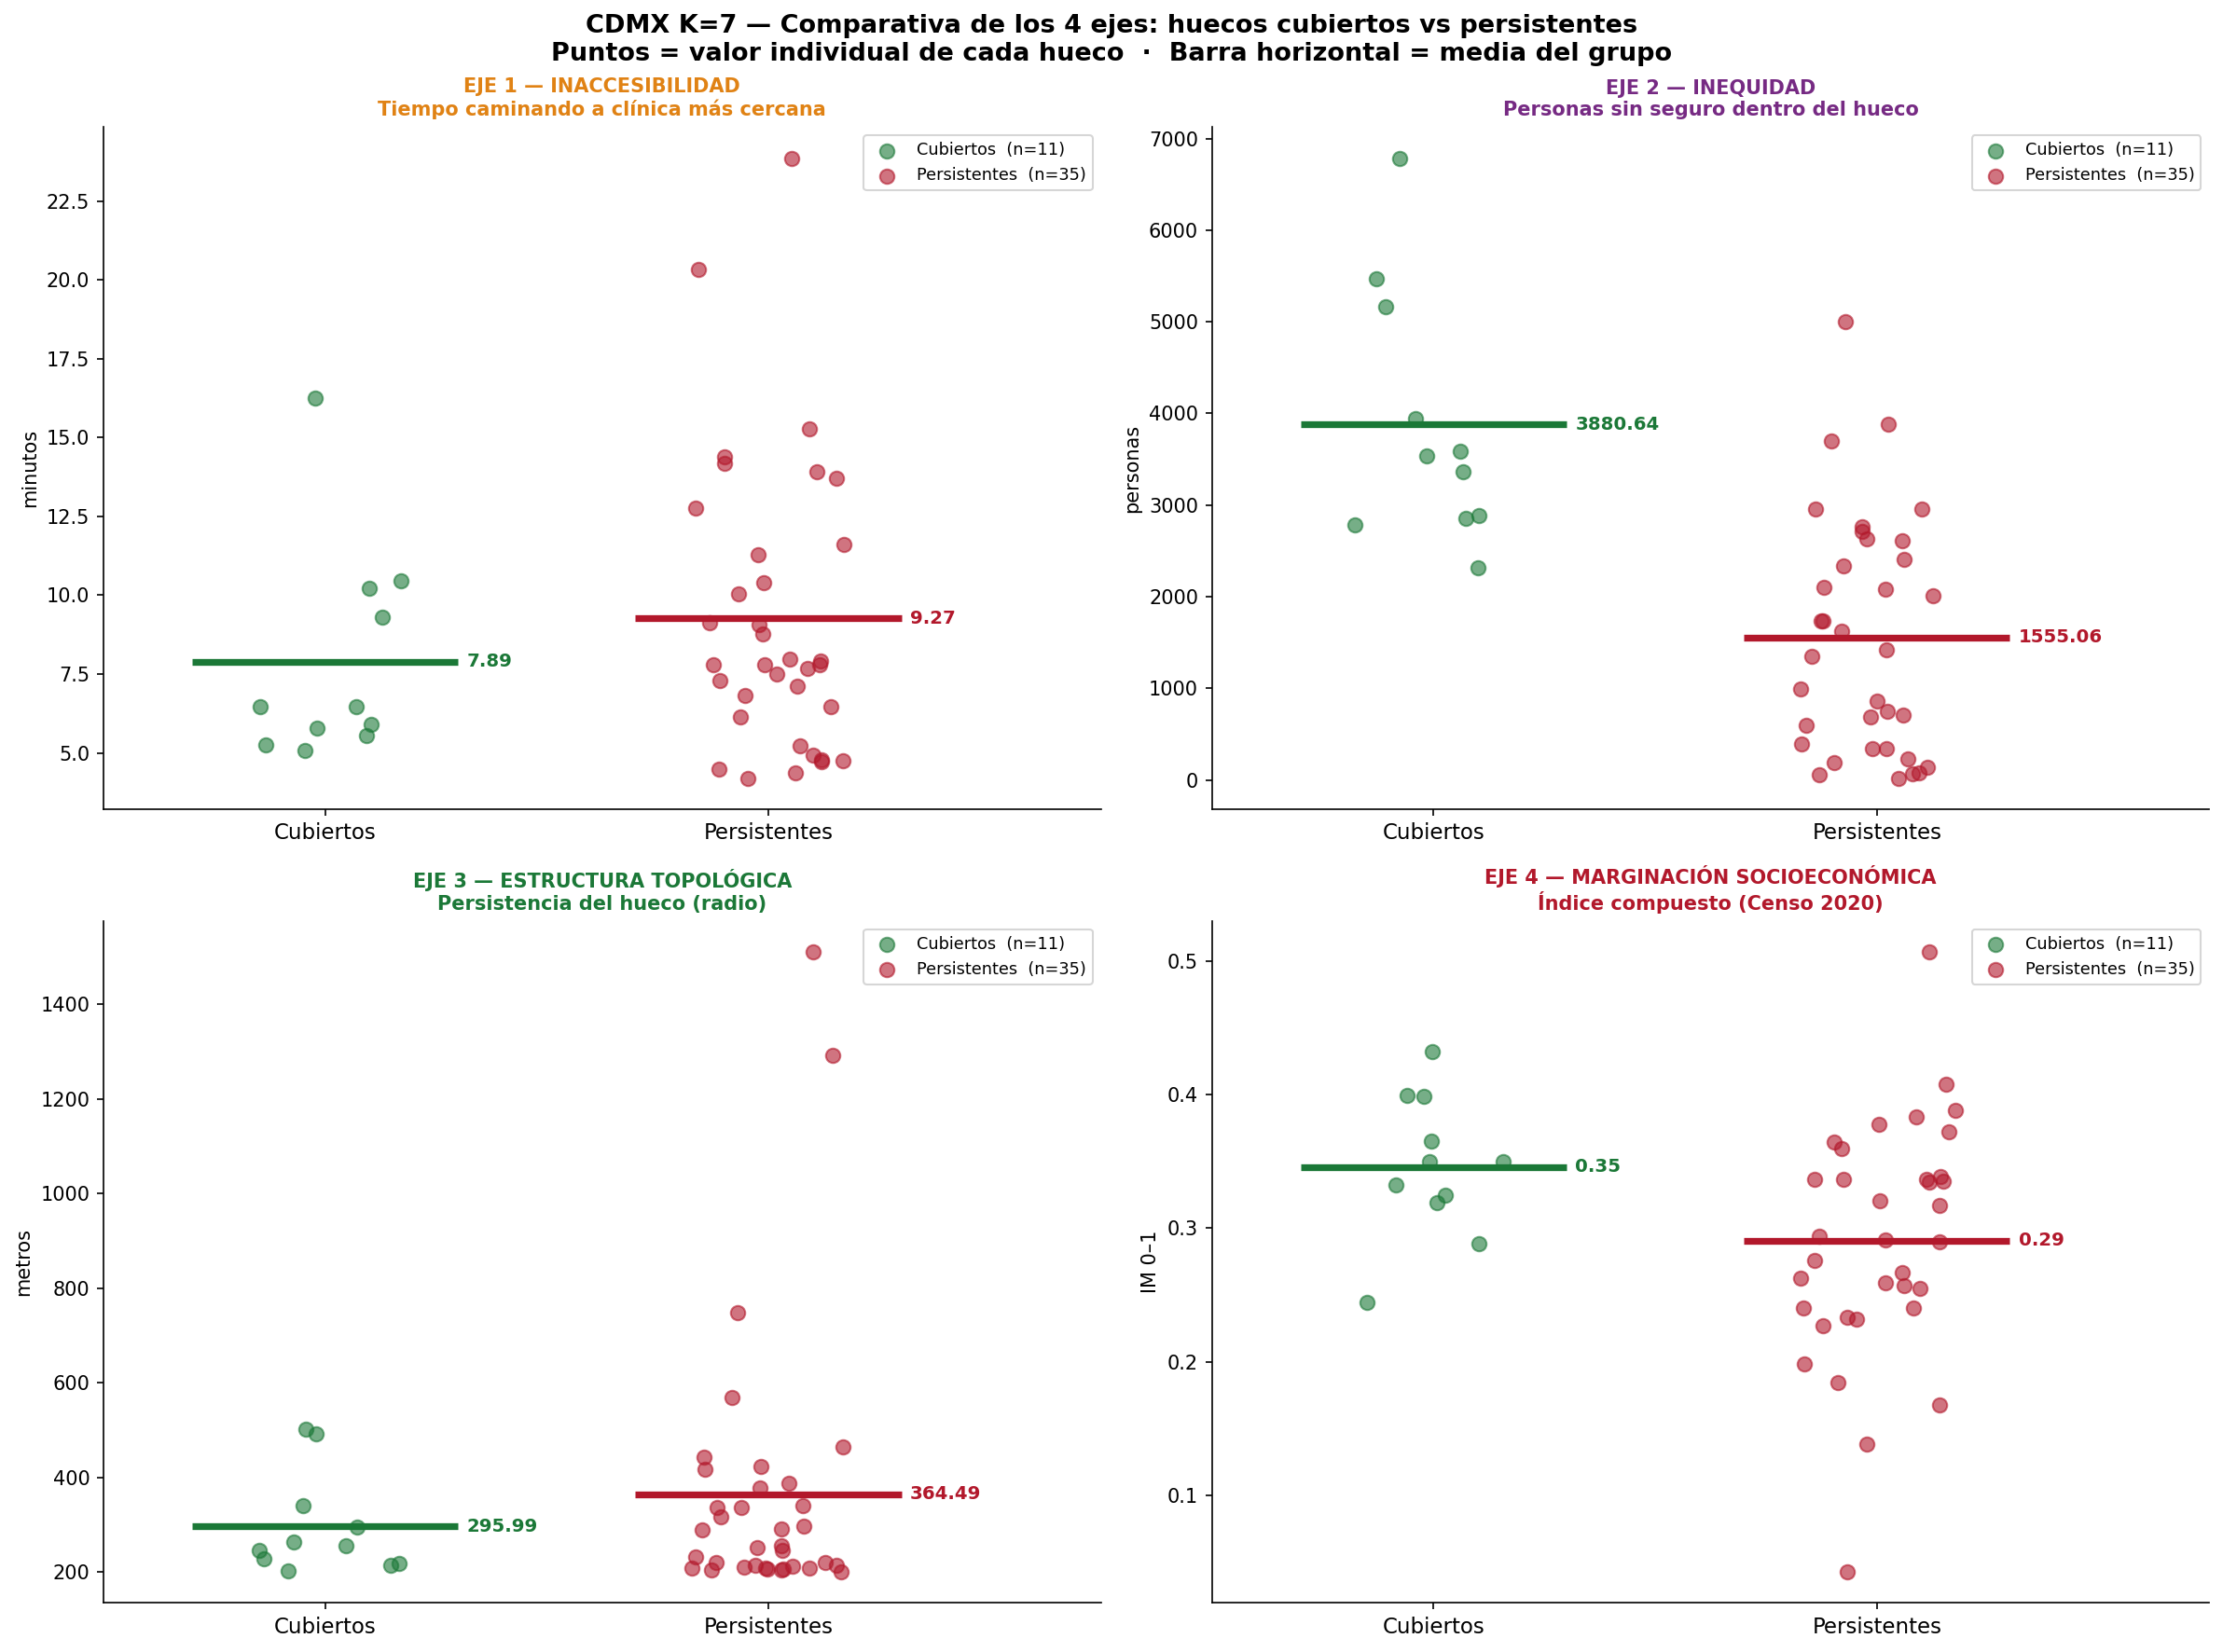 CDMX K=7 — Comparativa de los 4 ejes: huecos cubiertos vs persistentes
Puntos = valor individual de cada hueco · Barra horizontal = media del grupo
EJE 1 — INACCESIBILIDAD
Tiempo caminando a clínica más cercana
Cubiertos (n=11)
Persistentes (n=35)
22.5
20.0
17.5
15.0
12.5
10.0
7.5
5.0
minutos
7.89
9.27
Cubiertos
Persistentes
EJE 2 — INEQUIDAD
Personas sin seguro dentro del hueco
Cubiertos (n=11)
Persistentes (n=35)
7000
6000
5000
4000
3000
2000
1000
0
personas
3880.64
1555.06
Cubiertos
Persistentes
EJE 3 — ESTRUCTURA TOPOLÓGICA
Persistencia del hueco (radio)
Cubiertos (n=11)
Persistentes (n=35)
1400
1200
1000
800
600
400
200
metros
295.99
364.49
Cubiertos
Persistentes
EJE 4 — MARGINACIÓN SOCIOECONÓMICA
Índice compuesto (Censo 2020)
Cubiertos (n=11)
Persistentes (n=35)
0.5
0.4
0.3
0.2
0.1
IM 0–1
0.35
0.29
Cubiertos
Persistentes